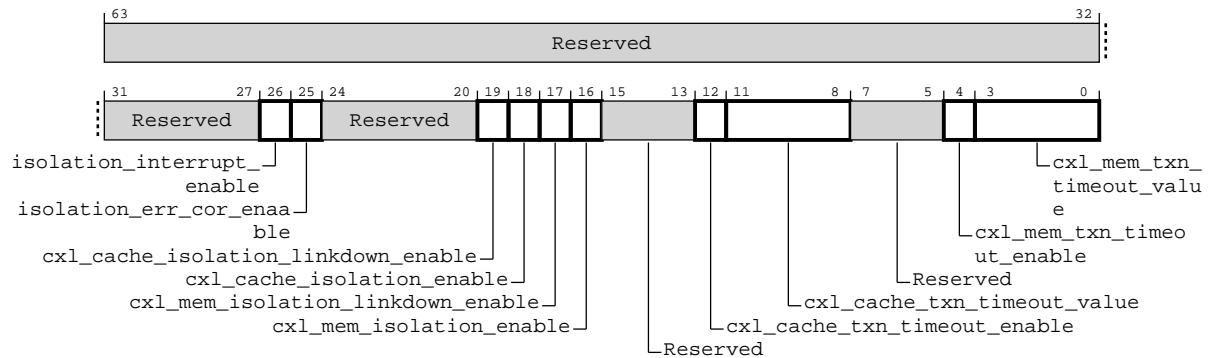 63 32
Reserved
31 27 26 25 24 20 19 18 17 16 15 13 12 11 8 7 5 4 3 0
Reserved Reserved
isolation_interrupt_
enable
isolation_err_cor_enaa
ble
cxl_cache_isolation_linkdown_enable
cxl_cache_isolation_enable
cxl_mem_isolation_linkdown_enable
cxl_mem_isolation_enable
cxl_mem_txn_
timeout_valu
e
cxl_mem_txn_timeo
ut_enable
Reserved
cxl_cache_txn_timeout_value
cxl_cache_txn_timeout_enable
Reserved